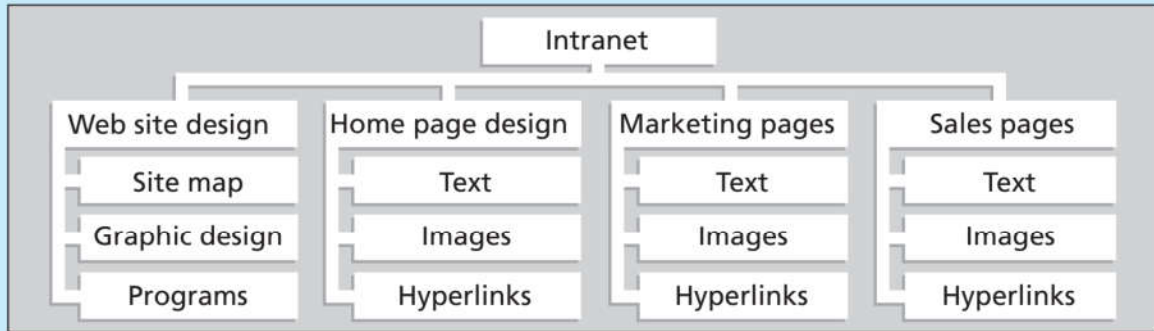 Intranet
Web site design
Home page design
Marketing pages
Sales pages
Site map
Text
Text
Text
Graphic design
Images
Images
Images
Programs
Hyperlinks
Hyperlinks
Hyperlinks